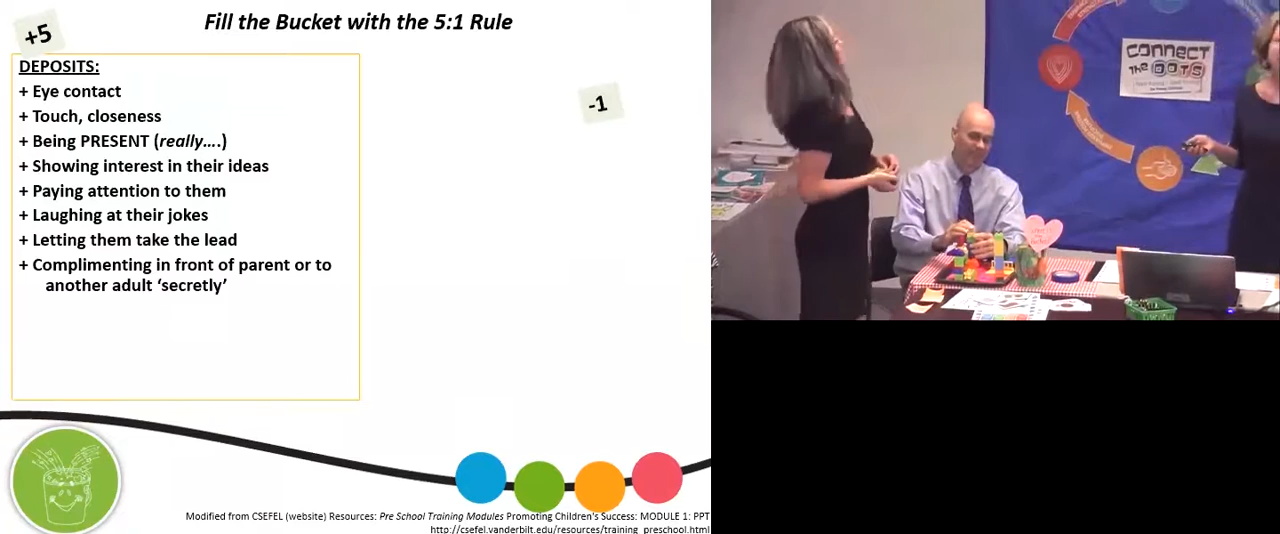 Fill the Bucket with the 5:1 Rule
+5
DEPOSITS:
+ Eye contact
+ Touch, closeness
+ Being PRESENT (really….)
+ Showing interest in their ideas
+ Paying attention to them
+ Laughing at their jokes
+ Letting them take the lead
+ Complimenting in front of parent or to
another adult ‘secretly’
-1
Modified from CSEFEL (website) Resources: Pre School Training Modules Promoting Children's Success: MODULE 1: PPT
http://csefel.vanderbilt.edu/resources/training_preschool.html
CONNECT
THE DOTS